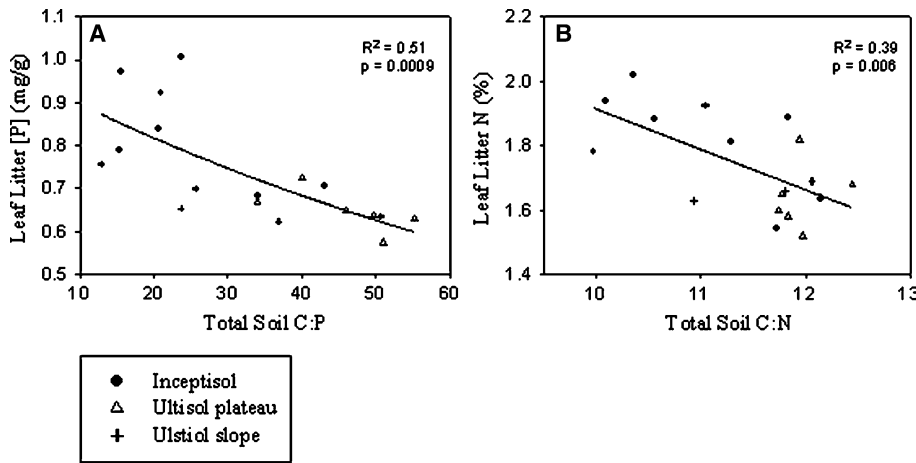 A
R² = 0.51
p = 0.0009
1.0
0.9
0.8
0.7
0.6
0.5
Leaf Litter [P] (mg/g)
10 20 30 40 50 60
Total Soil C:P
B
R² = 0.39
p = 0.006
2.2
2.0
1.8
1.6
1.4
Leaf Litter N (%)
10 11 12 13
Total Soil C:N
Inceptisol
Ultisol plateau
Ulstiol slope